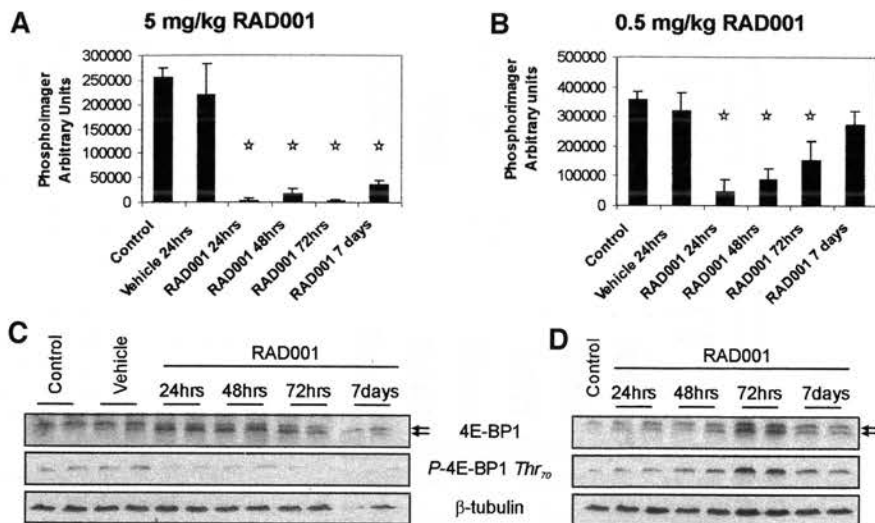 A
5 mg/kg RAD001
Phosphoimager
Arbitrary Units
300000
250000
200000
150000
100000
50000
0
Control
Vehicle 24hrs
RAD001 24hrs
RAD001 48hrs
RAD001 72hrs
RAD001 7 days
B
0.5 mg/kg RAD001
Phosphorimager
Arbitrary Units
500000
400000
300000
200000
100000
0
Control
Vehicle 24hrs
RAD001 24hrs
RAD001 48hrs
RAD001 72hrs
RAD001 7 days
C
Control
Vehicle
RAD001
24hrs 48hrs 72hrs 7days
D
Control
RAD001
24hrs 48hrs 72hrs 7days
4E-BP1
P-4E-BP1 Thr70
β-tubulin